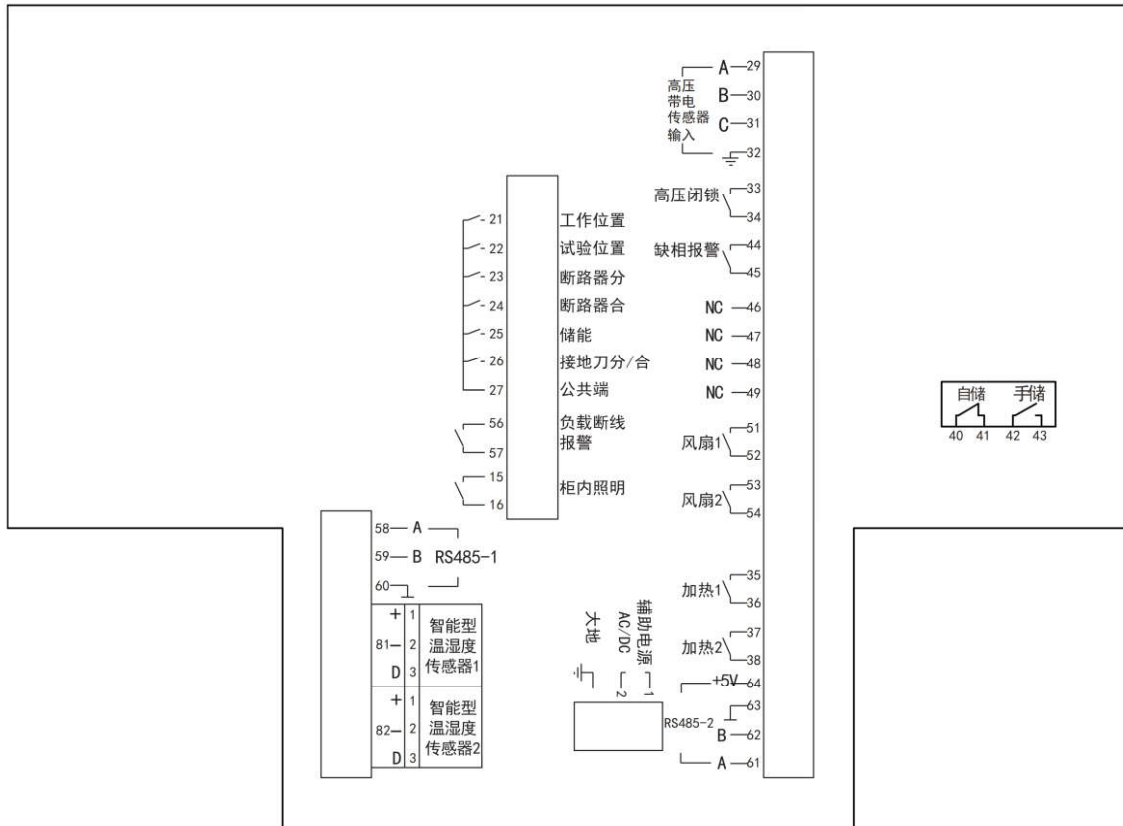 A 29
高压
带电
传感器
输入
B 30
C 31
32
高压闭锁
33
34
缺相报警
44
45
NC 46
NC 47
NC 48
NC 49
风扇1
51
52
风扇2
53
54
加热1
35
36
加热2
37
38
+5V 64
63
RS485-2
B 62
A 61
21 工作位置
22 试验位置
23 断路器分
24 断路器合
25 储能
26 接地刀分/合
27 公共端
56 负载断线
报警
57
15
柜内照明
16
58 A
59 B RS485-1
60
+ 1
81 - 2
D 3
智能型
温湿度
传感器1
+ 1
82 - 2
D 3
智能型
温湿度
传感器2
大地
AC/DC
辅助电源
2 1
自储 手储
40 41 42 43